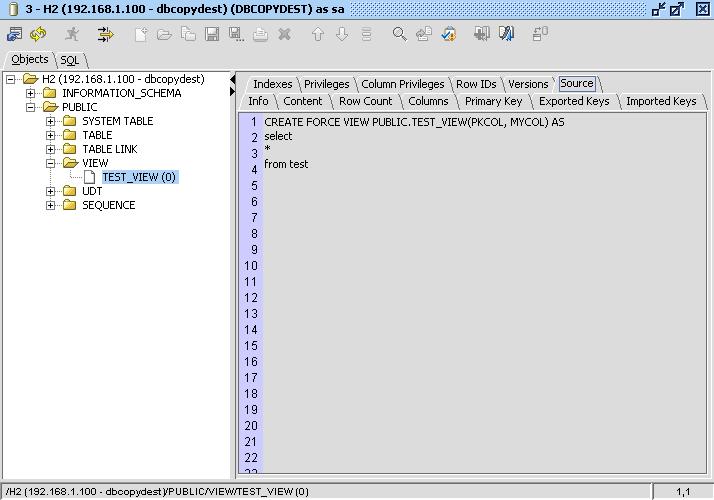 3 - H2 (192.168.1.100 - dbcopydest) (DBCOPYDEST) as sa
Objects SQL
H2 (192.168.1.100 - dbcopydest)
INFORMATION_SCHEMA
PUBLIC
SYSTEM TABLE
TABLE
TABLE LINK
VIEW
TEST_VIEW (0)
UDT
SEQUENCE
Indexes Privileges Column Privileges Row IDs Versions Source
Info Content Row Count Columns Primary Key Exported Keys Imported Keys
1 CREATE FORCE VIEW PUBLIC.TEST_VIEW(PKCOL, MYCOL) AS
2 select
3 *
4 from test
5
6
7
8
9
10
11
12
13
14
15
16
17
18
19
20
21
22
23
/H2 (192.168.1.100 - dbcopydest)/PUBLIC/VIEW/TEST_VIEW (0) 1,1